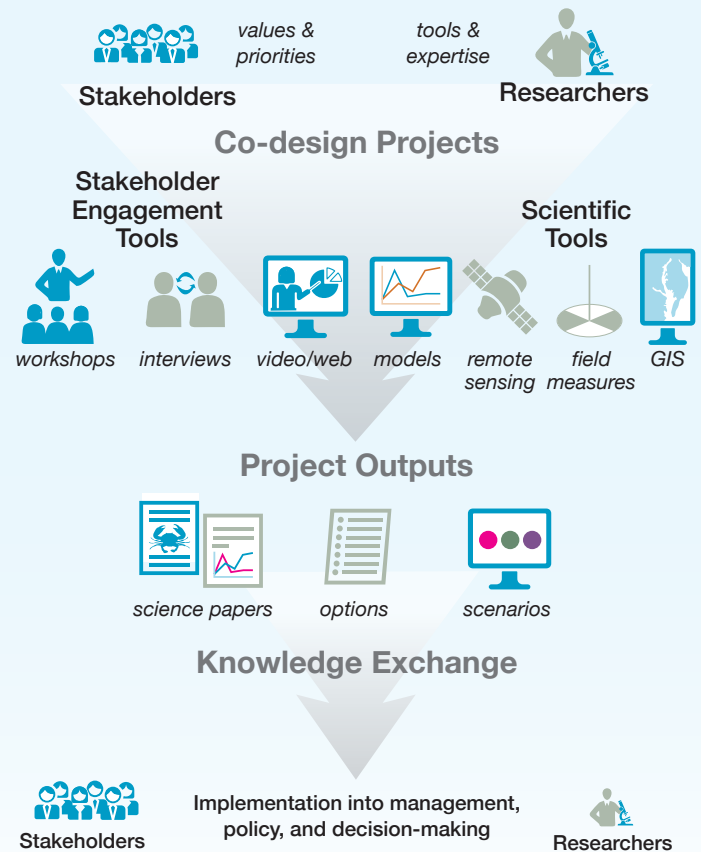 values &
priorities
tools &
expertise
Stakeholders
Researchers
Co-design Projects
Stakeholder
Engagement
Tools
Scientific
Tools
workshops
interviews
video/web
models
remote
sensing
field
measures
GIS
Project Outputs
science papers
options
scenarios
Knowledge Exchange
Stakeholders
Implementation into management,
policy, and decision-making
Researchers